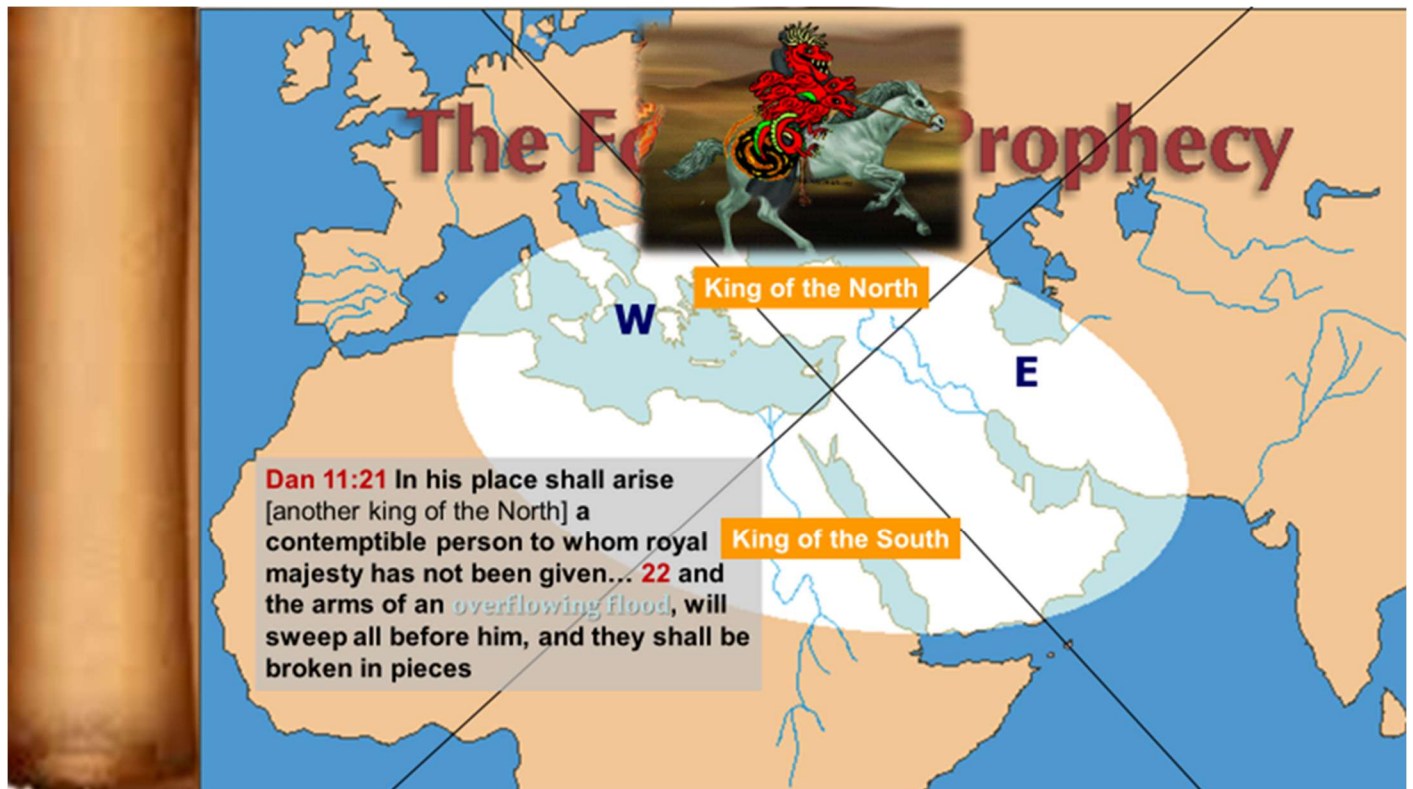 The Fo Prophecy
King of the North
W
E
Dan 11:21 In his place shall arise
[another king of the North] a
contemptible person to whom royal
majesty has not been given... 22 and
the arms of an overflowing flood, will
sweep all before him, and they shall be
broken in pieces
King of the South